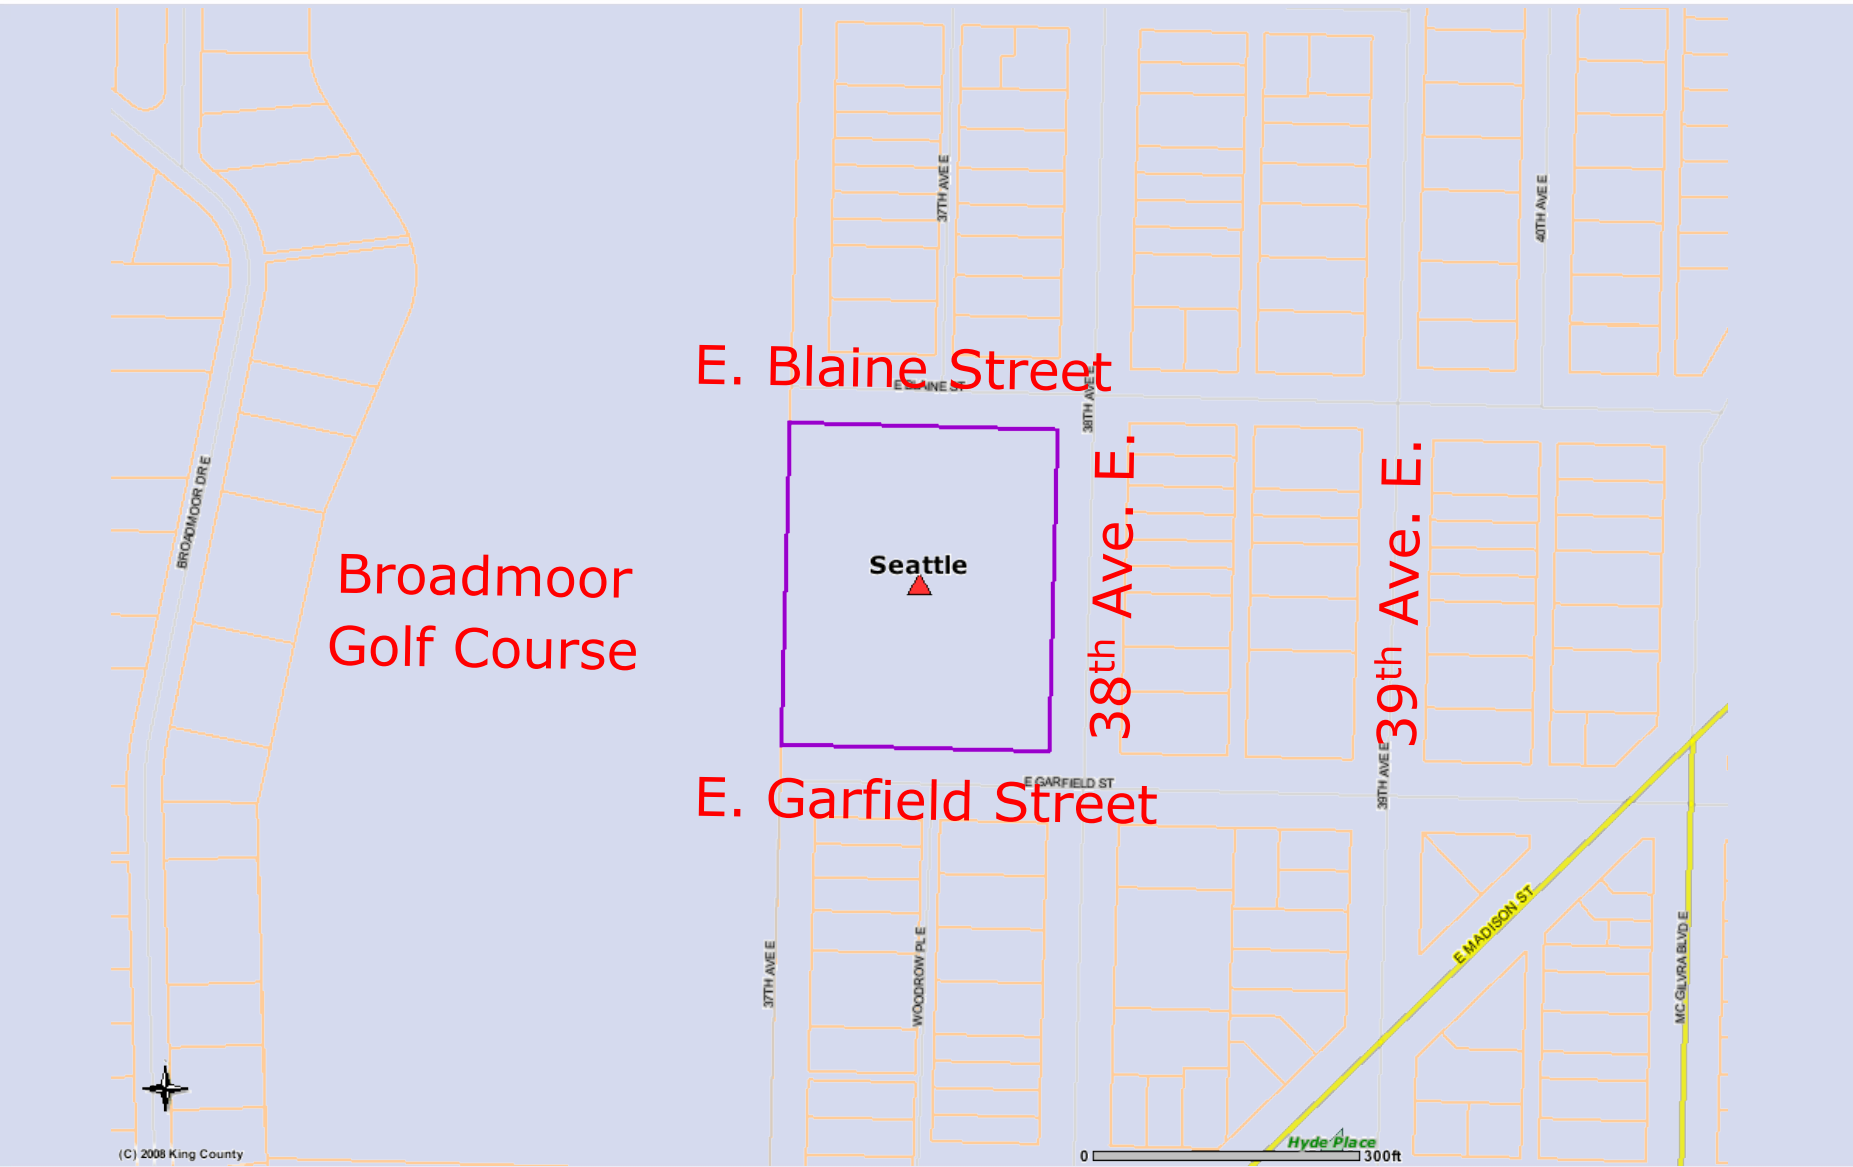 37TH AVE E
40TH AVE E
E. Blaine Street
E BLAINE ST
38TH AVE E
38th Ave. E.
39th Ave. E.
BROADMOOR DR E
Broadmoor
Golf Course
Seattle
39TH AVE E
E GARFIELD ST
E. Garfield Street
E MADISON ST
37TH AVE E
WOODROW PL E
MC GILVRA BLVD E
Hyde Place
(C) 2008 King County
0 300ft